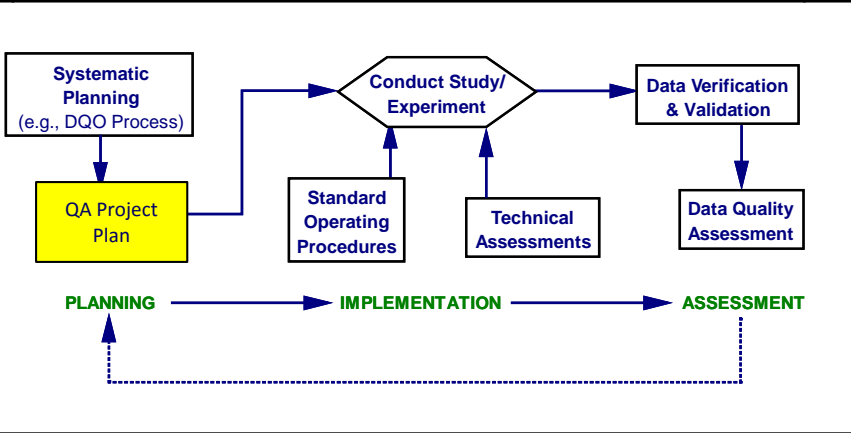 Systematic
Planning
(e.g., DQO Process)
QA Project
Plan
Conduct Study/
Experiment
Standard
Operating
Procedures
Technical
Assessments
Data Verification
& Validation
Data Quality
Assessment
PLANNING
IMPLEMENTATION
ASSESSMENT